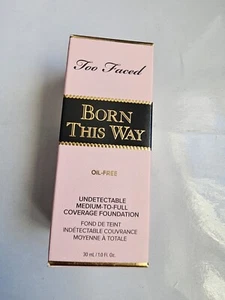 Too Faced
BORN
THIS WAY
OIL-FREE
UNDETECTABLE
MEDIUM-TO-FULL
COVERAGE FOUNDATION
FOND DE TEINT
INDÉTECTABLE COUVRANCE
MOYENNE À TOTALE
30 mL / 1.0 Fl. Oz.